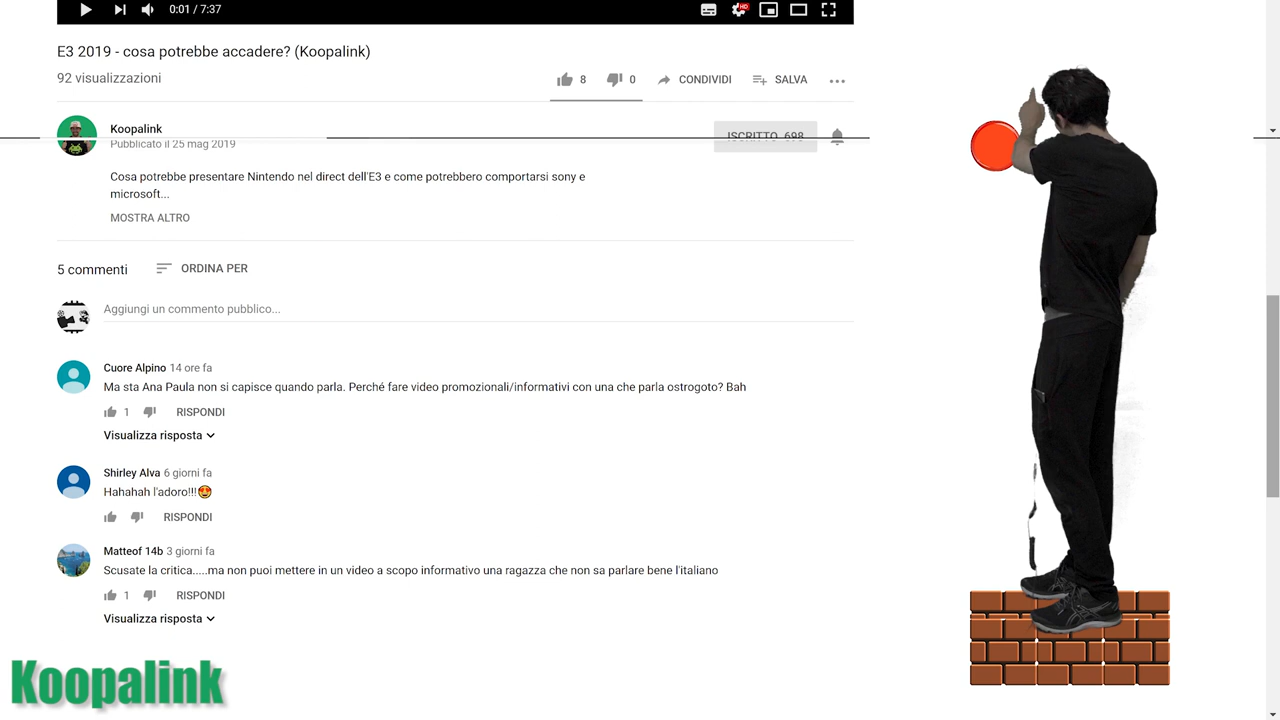 0:01 / 7:37
HD
E3 2019 - cosa potrebbe accadere? (Koopalink)
92 visualizzazioni
8
0
CONDIVIDI
SALVA
Koopalink
Pubblicato il 25 mag 2019
ISCRITTO 698
Cosa potrebbe presentare Nintendo nel direct dell'E3 e come potrebbero comportarsi sony e
microsoft...
MOSTRA ALTRO
5 commenti
ORDINA PER
Aggiungi un commento pubblico...
Cuore Alpino 14 ore fa
Ma sta Ana Paula non si capisce quando parla. Perché fare video promozionali/informativi con una che parla ostrogoto? Bah
1
RISPONDI
Visualizza risposta
Shirley Alva 6 giorni fa
Hahahah l'adoro!!!😍
RISPONDI
Matteof 14b 3 giorni fa
Scusate la critica.....ma non puoi mettere in un video a scopo informativo una ragazza che non sa parlare bene l'italiano
1
RISPONDI
Visualizza risposta
Koopalink